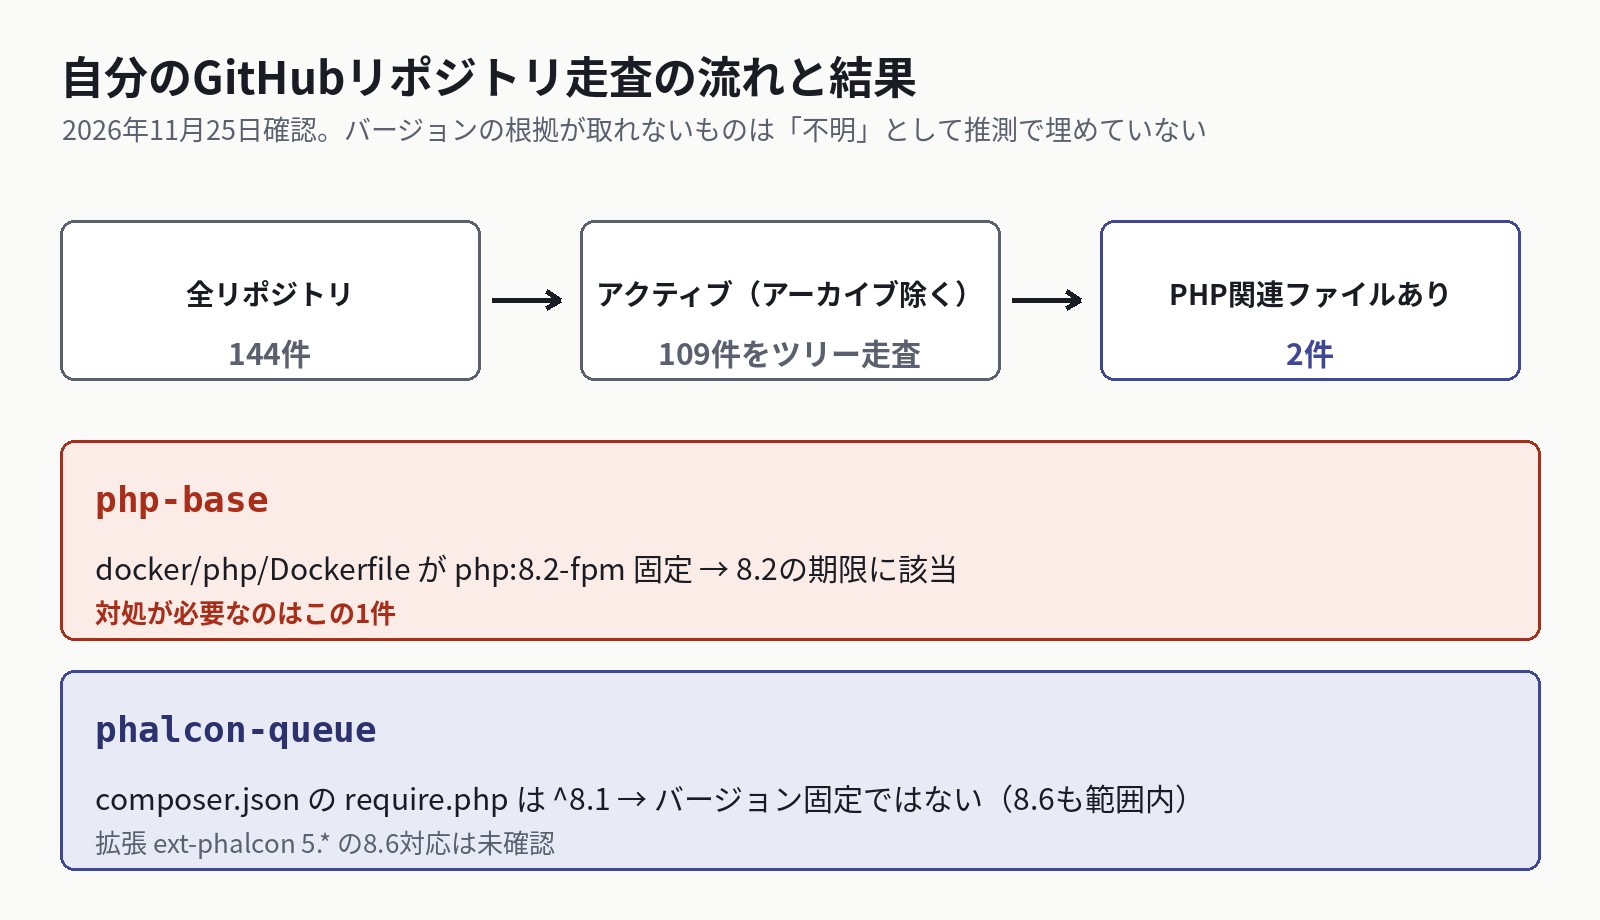 自分のGitHubリポジトリ走査の流れと結果
2026年11月25日確認。バージョンの根拠が取れないものは「不明」として推測で埋めていない
全リポジトリ
144件
アクティブ（アーカイブ除く）
109件をツリー走査
PHP関連ファイルあり
2件
php-base
docker/php/Dockerfile が php:8.2-fpm 固定 → 8.2の期限に該当
対処が必要なのはこの1件
phalcon-queue
composer.json の require.php は ^8.1 → バージョン固定ではない（8.6も範囲内）
拡張 ext-phalcon 5.* の8.6対応は未確認